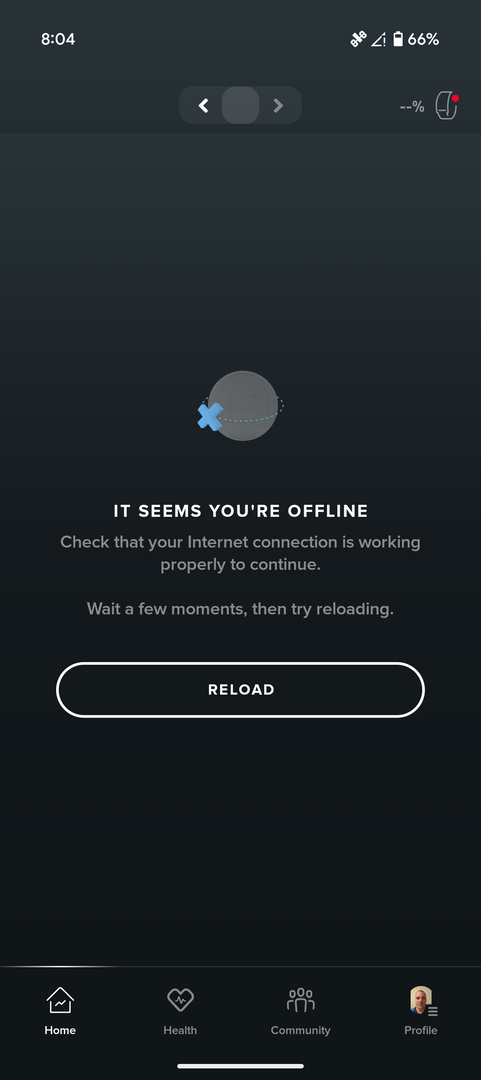 8:04
66%
--%
IT SEEMS YOU'RE OFFLINE
Check that your Internet connection is working
properly to continue.
Wait a few moments, then try reloading.
RELOAD
Home
Health
Community
Profile